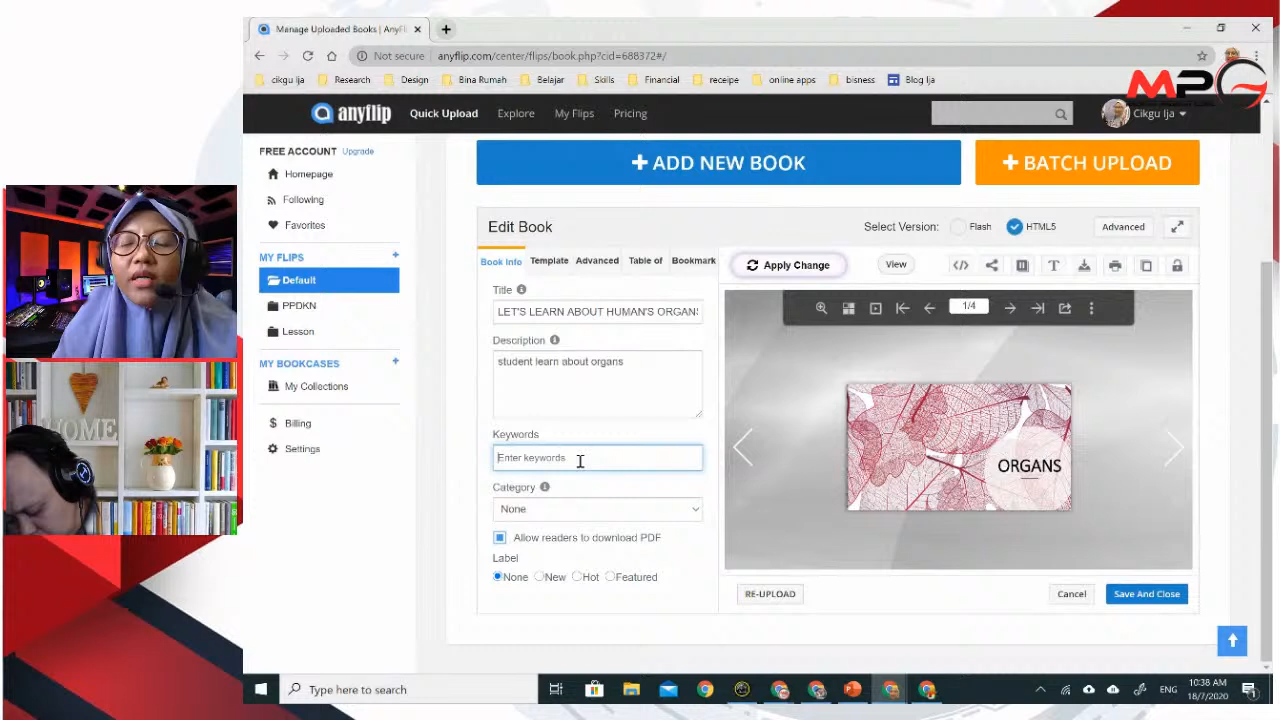 Manage Uploaded Books | AnyFl
Not secure
anyflip.com/center/flips/book.php?cid=688372#/
cikgu Ija
Research
Design
Bina Rumah
Belajar
Skills
Financial
receipe
online apps
bisness
Blog Ija
MPG
anyflip
Quick Upload
Explore
My Flips
Pricing
Cikgu Ija
FREE ACCOUNT Upgrade
Homepage
Following
Favorites
MY FLIPS +
Default
PPDKN
Lesson
MY BOOKCASES +
My Collections
Billing
Settings
+ ADD NEW BOOK
+ BATCH UPLOAD
Edit Book
Select Version: Flash HTML5
Advanced
Book Info
Template
Advanced
Table of
Bookmark
Apply Change
View
Title
LET'S LEARN ABOUT HUMAN'S ORGANS
Description
student learn about organs
Keywords
Enter keywords
Category
None
Allow readers to download PDF
Label
None New Hot Featured
1/4
ORGANS
RE-UPLOAD
Cancel
Save And Close
HOME
Type here to search
ENG
10:38 AM
18/7/2020
1